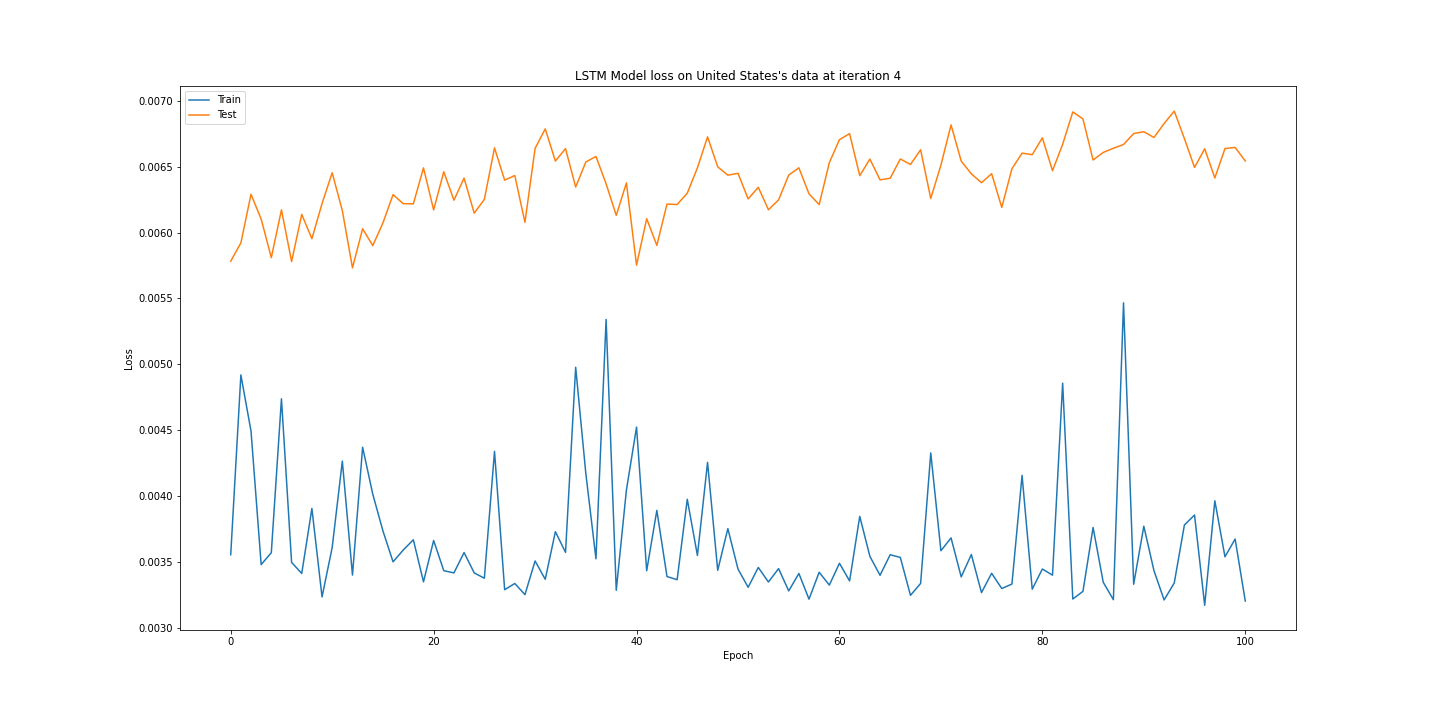 LSTM Model loss on United States's data at iteration 4
Train
Test
Loss
0.0070
0.0065
0.0060
0.0055
0.0050
0.0045
0.0040
0.0035
0.0030
0 20 40 60 80 100
Epoch